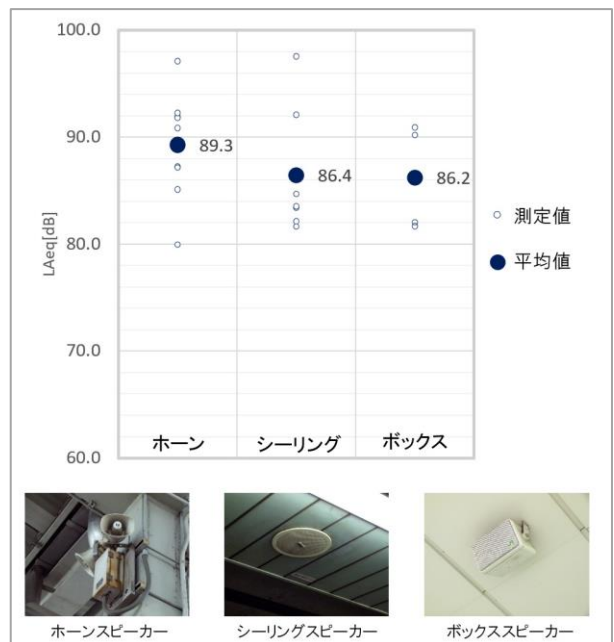 100.0
90.0
80.0
70.0
60.0
LAeq[dB]
89.3
86.4
86.2
測定値
平均値
ホーン
シーリング
ボックス
ホーンスピーカー
シーリングスピーカー
ボックススピーカー